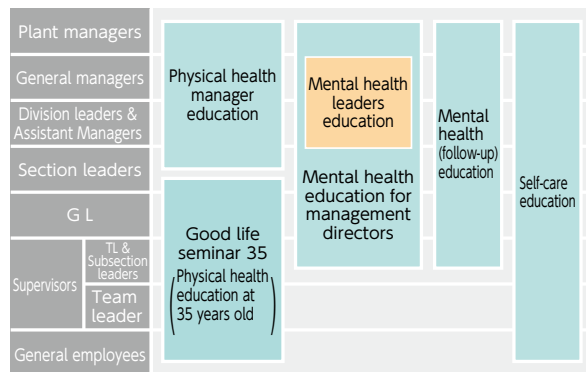 Plant managers
General managers
Division leaders &
Assistant Managers
Section leaders
G L
Supervisors
TL &
Subsection
leaders
Team
leader
General employees
Physical health
manager
education
Good life
seminar 35
(Physical health
education at
35 years old)
Mental health
leaders
education
Mental health
education for
management
directors
Mental
health
(follow-up)
education
Self-care
education